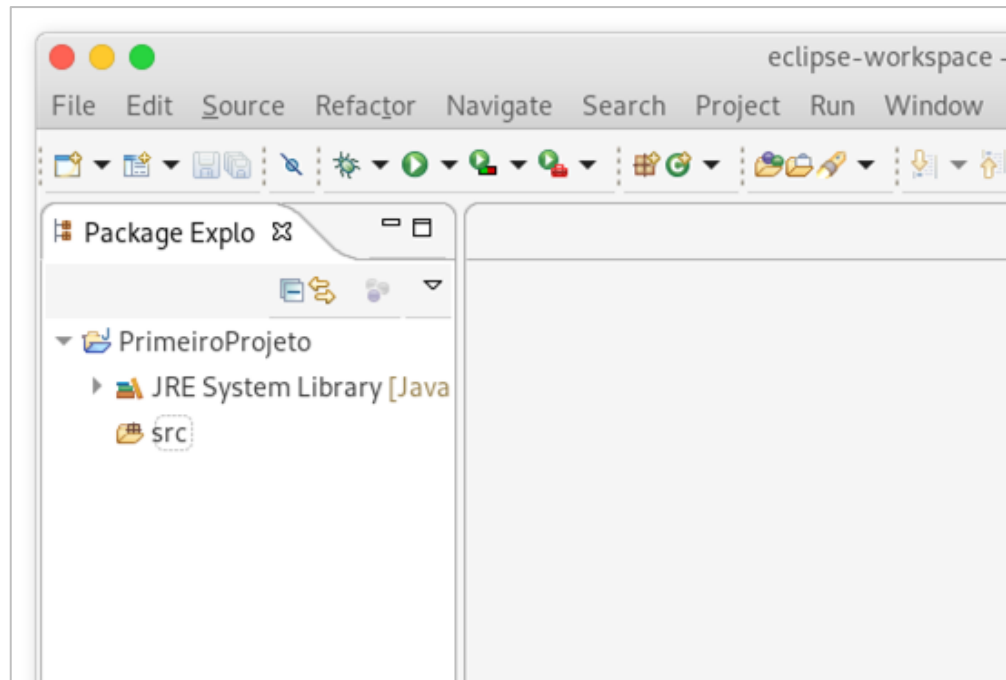 eclipse-workspace -
File Edit Source Refactor Navigate Search Project Run Window
Package Explo
PrimeiroProjeto
JRE System Library [Java
src